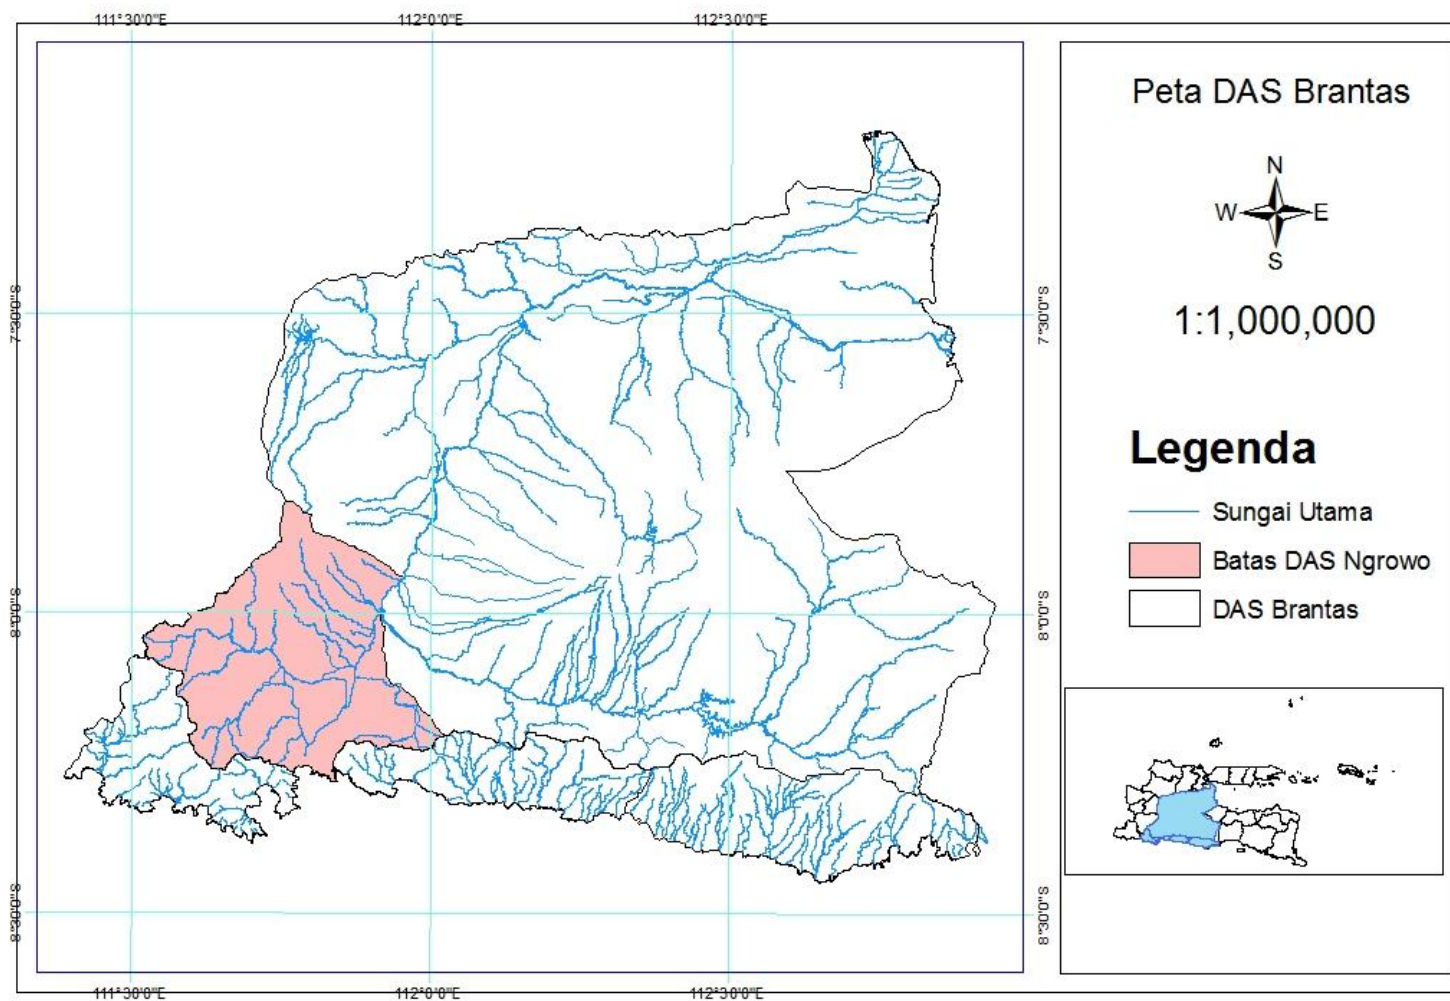 111°30'0"E 112°0'0"E 112°30'0"E
Peta DAS Brantas
N
W E
S
7°30'0"S 7°30'0"S
1:1,000,000
Legenda
Sungai Utama
Batas DAS Ngrowo
DAS Brantas
8°0'0"S 8°0'0"S
8°30'0"S 8°30'0"S
111°30'0"E 112°0'0"E 112°30'0"E